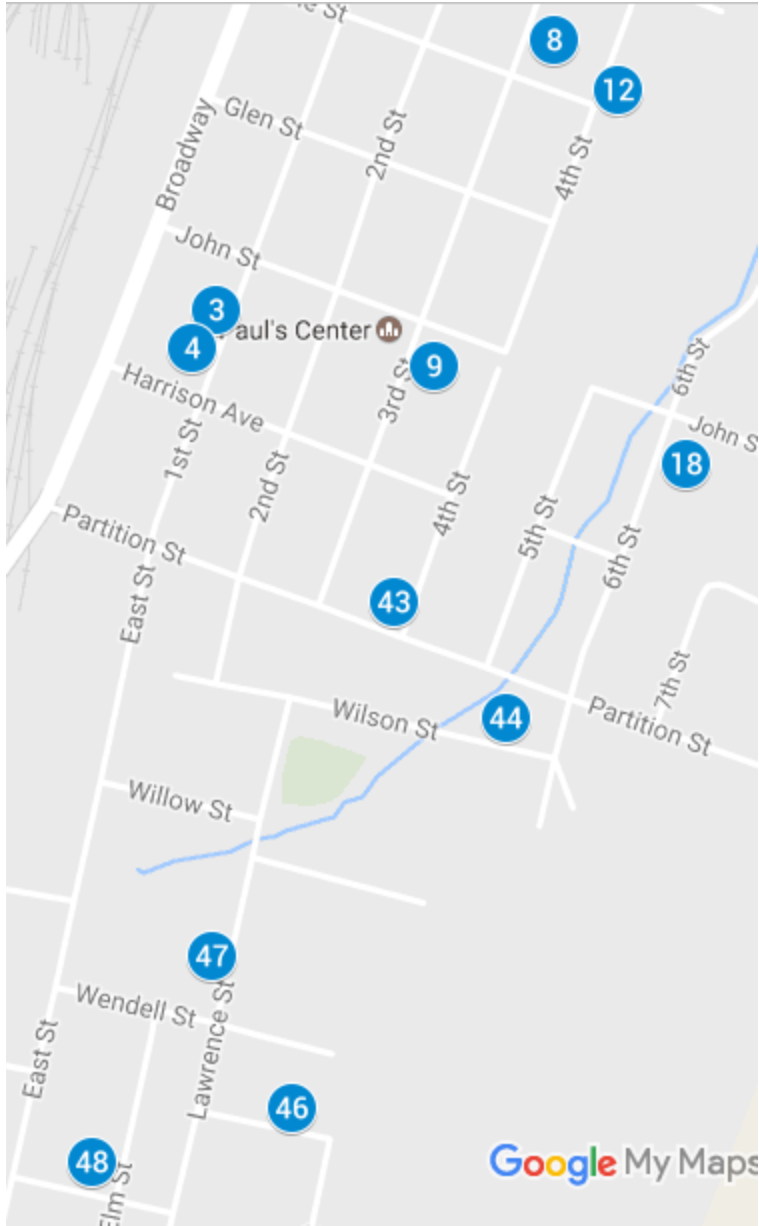 8
12
Glen St
2nd St
4th St
Broadway
John St
3
Paul's Center
4
9
6th St
Harrison Ave
3rd St
John S
18
1st St
2nd St
4th St
5th St
6th St
Partition St
East St
43
7th St
44
Wilson St
Partition St
Willow St
47
Wendell St
Lawrence St
East St
46
48
Elm St
Google My Maps